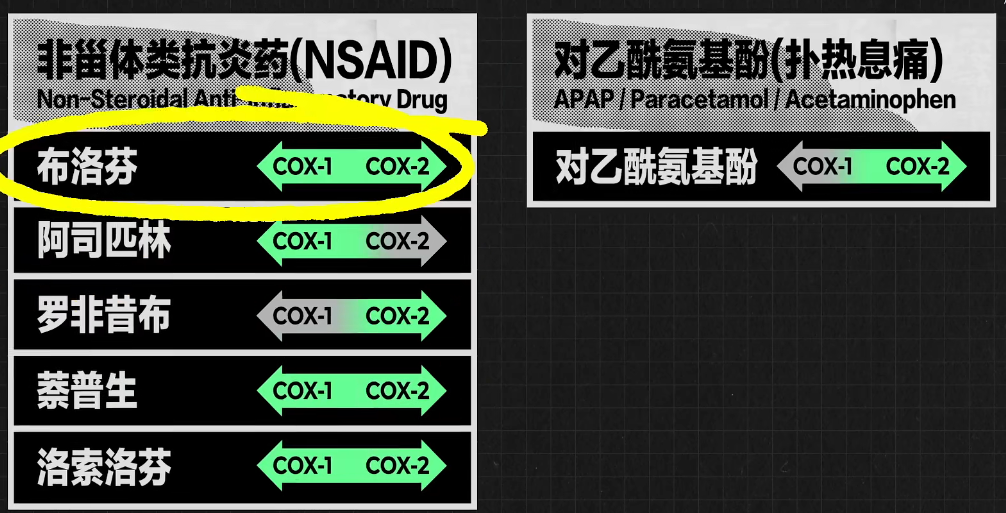 非甾体类抗炎药(NSAID)
Non-Steroidal Anti-Inflammatory Drug
布洛芬 COX-1 COX-2
阿司匹林 COX-1 COX-2
罗非昔布 COX-1 COX-2
萘普生 COX-1 COX-2
洛索洛芬 COX-1 COX-2
对乙酰氨基酚(扑热息痛)
APAP / Paracetamol / Acetaminophen
对乙酰氨基酚 COX-1 COX-2